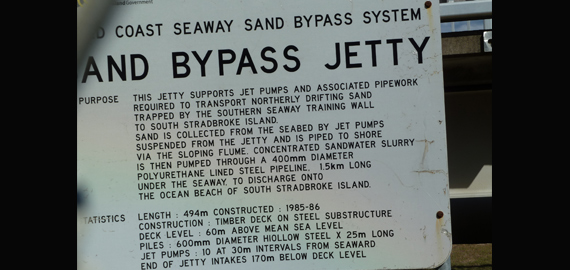 COAST SEAWAY SAND BYPASS SYSTEM
AND BYPASS JETTY
PURPOSE THIS JETTY SUPPORTS JET PUMPS AND ASSOCIATED PIPEWORK
REQUIRED TO TRANSPORT NORTHERLY DRIFTING SAND
TRAPPED BY THE SOUTHERN SEAWAY TRAINING WALL
TO SOUTH STRADBROKE ISLAND.
SAND IS COLLECTED FROM THE SEABED BY JET PUMPS
SUSPENDED FROM THE JETTY AND IS PIPED TO SHORE
VIA THE SLOPING FLUME. CONCENTRATED SANDWATER SLURRY
IS THEN PUMPED THROUGH A 400mm DIAMETER
POLYURETHANE LINED STEEL PIPELINE. 1.5km LONG
UNDER THE SEAWAY, TO DISCHARGE ONTO
THE OCEAN BEACH OF SOUTH STRADBROKE ISLAND.
TATISTICS LENGTH : 494m CONSTRUCTED : 1985-86
CONSTRUCTION : TIMBER DECK ON STEEL SUBSTRUCTURE
DECK LEVEL : 60m ABOVE MEAN SEA LEVEL
PILES : 600mm DIAMETER HIOLLOW STEEL X 25m LONG
JET PUMPS : 10 AT 30m INTERVALS FROM SEAWARD
END OF JETTY INTAKES 170m BELOW DECK LEVEL